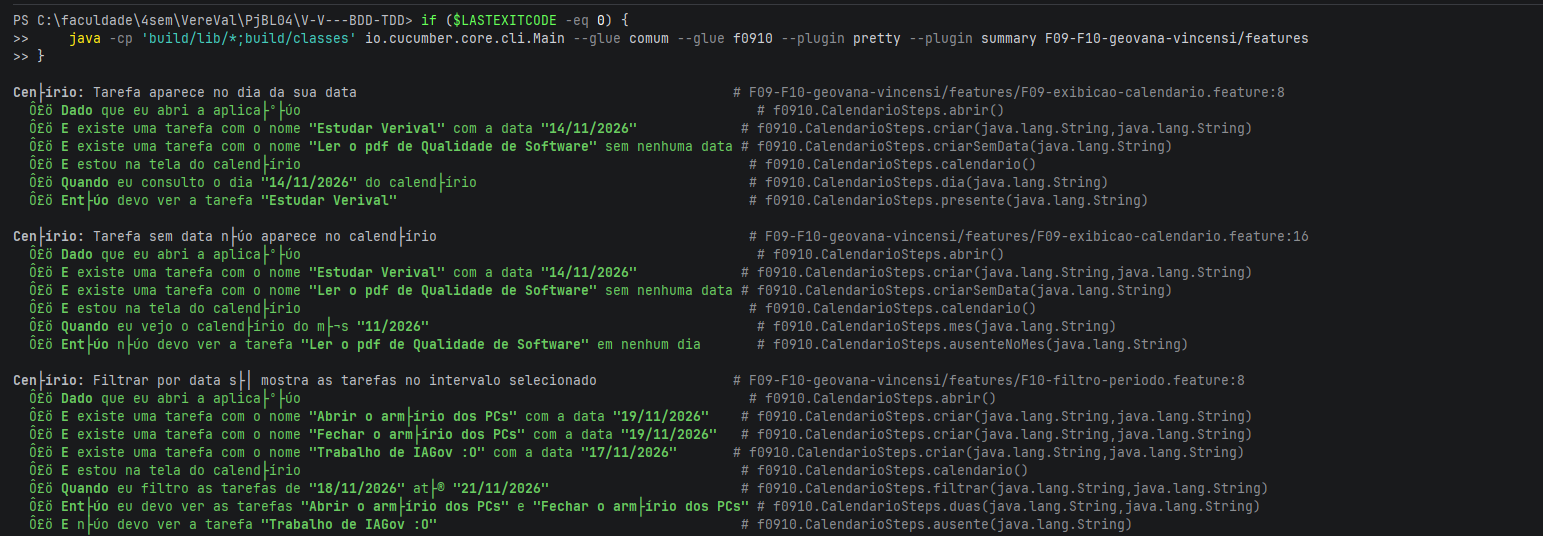 PS C:\faculdade\4sem\VereVal\PjBL04\V-V---BDD-TDD> if ($LASTEXITCODE -eq 0) {
>>     java -cp 'build/lib/*;build/classes' io.cucumber.core.cli.Main --glue comum --glue f0910 --plugin pretty --plugin summary F09-F10-geovana-vincensi/features
>> }
Cen├írio: Tarefa aparece no dia da sua data # F09-F10-geovana-vincensi/features/F09-exibicao-calendario.feature:8
Ô£ö Dado que eu abri a aplica├º├úo # f0910.CalendarioSteps.abrir()
Ô£ö E existe uma tarefa com o nome "Estudar Verival" com a data "14/11/2026" # f0910.CalendarioSteps.criar(java.lang.String,java.lang.String)
Ô£ö E existe uma tarefa com o nome "Ler o pdf de Qualidade de Software" sem nenhuma data # f0910.CalendarioSteps.criarSemData(java.lang.String)
Ô£ö E estou na tela do calend├írio # f0910.CalendarioSteps.calendario()
Ô£ö Quando eu consulto o dia "14/11/2026" do calend├írio # f0910.CalendarioSteps.dia(java.lang.String)
Ô£ö Ent├úo devo ver a tarefa "Estudar Verival" # f0910.CalendarioSteps.presente(java.lang.String)
Cen├írio: Tarefa sem data n├úo aparece no calend├írio # F09-F10-geovana-vincensi/features/F09-exibicao-calendario.feature:16
Ô£ö Dado que eu abri a aplica├º├úo # f0910.CalendarioSteps.abrir()
Ô£ö E existe uma tarefa com o nome "Estudar Verival" com a data "14/11/2026" # f0910.CalendarioSteps.criar(java.lang.String,java.lang.String)
Ô£ö E existe uma tarefa com o nome "Ler o pdf de Qualidade de Software" sem nenhuma data # f0910.CalendarioSteps.criarSemData(java.lang.String)
Ô£ö E estou na tela do calend├írio # f0910.CalendarioSteps.calendario()
Ô£ö Quando eu vejo o calend├írio do m├¬s "11/2026" # f0910.CalendarioSteps.mes(java.lang.String)
Ô£ö Ent├úo n├úo devo ver a tarefa "Ler o pdf de Qualidade de Software" em nenhum dia # f0910.CalendarioSteps.ausenteNoMes(java.lang.String)
Cen├írio: Filtrar por data s├│ mostra as tarefas no intervalo selecionado # F09-F10-geovana-vincensi/features/F10-filtro-periodo.feature:8
Ô£ö Dado que eu abri a aplica├º├úo # f0910.CalendarioSteps.abrir()
Ô£ö E existe uma tarefa com o nome "Abrir o arm├írio dos PCs" com a data "19/11/2026" # f0910.CalendarioSteps.criar(java.lang.String,java.lang.String)
Ô£ö E existe uma tarefa com o nome "Fechar o arm├írio dos PCs" com a data "19/11/2026" # f0910.CalendarioSteps.criar(java.lang.String,java.lang.String)
Ô£ö E existe uma tarefa com o nome "Trabalho de IAGov :O" com a data "17/11/2026" # f0910.CalendarioSteps.criar(java.lang.String,java.lang.String)
Ô£ö E estou na tela do calend├írio # f0910.CalendarioSteps.calendario()
Ô£ö Quando eu filtro as tarefas de "18/11/2026" at├® "21/11/2026" # f0910.CalendarioSteps.filtrar(java.lang.String,java.lang.String)
Ô£ö Ent├úo eu devo ver as tarefas "Abrir o arm├írio dos PCs" e "Fechar o arm├írio dos PCs" # f0910.CalendarioSteps.duas(java.lang.String,java.lang.String)
Ô£ö E n├úo devo ver a tarefa "Trabalho de IAGov :O" # f0910.CalendarioSteps.ausente(java.lang.String)